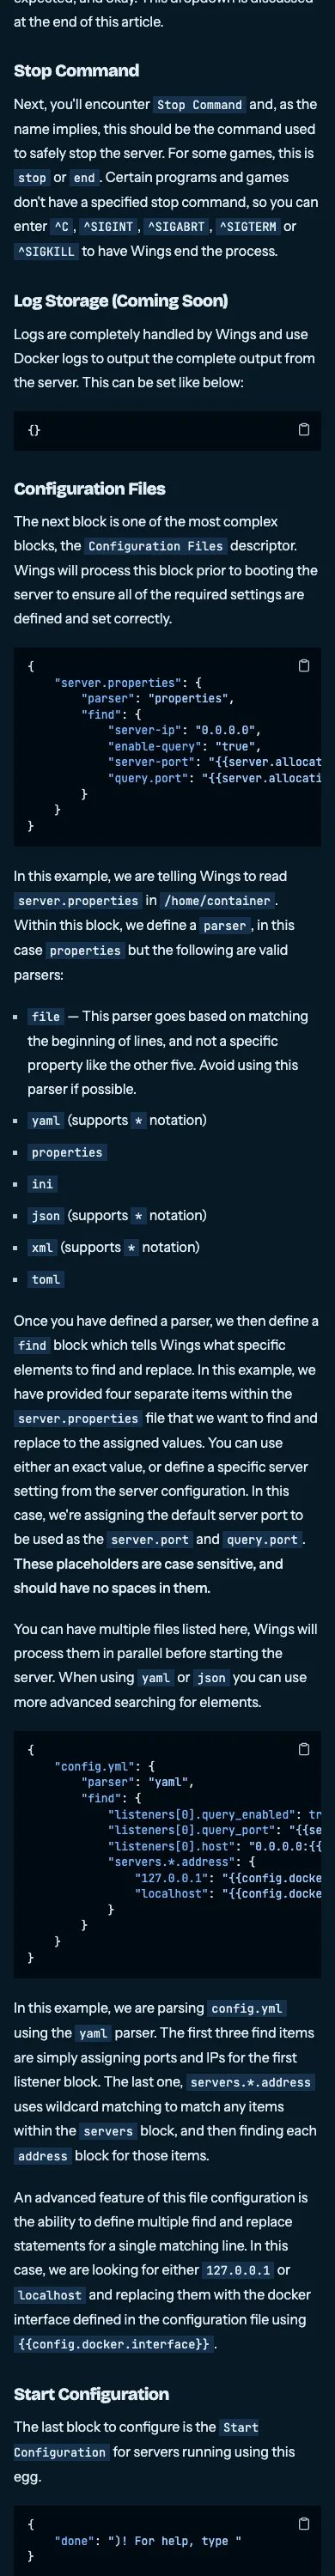 expected, and okay. This dropdown is discussed
at the end of this article.
Stop Command
Next, you'll encounter Stop Command and, as the
name implies, this should be the command used
to safely stop the server. For some games, this is
stop or end. Certain programs and games
don't have a specified stop command, so you can
enter ^C, ^SIGINT, ^SIGABRT, ^SIGTERM or
^SIGKILL to have Wings end the process.
Log Storage (Coming Soon)
Logs are completely handled by Wings and use
Docker logs to output the complete output from
the server. This can be set like below:
{}
Configuration Files
The next block is one of the most complex
blocks, the Configuration Files descriptor.
Wings will process this block prior to booting the
server to ensure all of the required settings are
defined and set correctly.
{
"server.properties": {
"parser": "properties",
"find": {
"server-ip": "0.0.0.0",
"enable-query": "true",
"server-port": "{{server.allocat
"query.port": "{{server.allocati
}
}
}
In this example, we are telling Wings to read
server.properties in /home/container.
Within this block, we define a parser, in this
case properties but the following are valid
parsers:
▪ file — This parser goes based on matching
the beginning of lines, and not a specific
property like the other five. Avoid using this
parser if possible.
▪ yaml (supports * notation)
▪ properties
▪ ini
▪ json (supports * notation)
▪ xml (supports * notation)
▪ toml
Once you have defined a parser, we then define a
find block which tells Wings what specific
elements to find and replace. In this example, we
have provided four separate items within the
server.properties file that we want to find and
replace to the assigned values. You can use
either an exact value, or define a specific server
setting from the server configuration. In this
case, we're assigning the default server port to
be used as the server.port and query.port.
These placeholders are case sensitive, and
should have no spaces in them.
You can have multiple files listed here, Wings will
process them in parallel before starting the
server. When using yaml or json you can use
more advanced searching for elements.
{
"config.yml": {
"parser": "yaml",
"find": {
"listeners[0].query_enabled": tr
"listeners[0].query_port": "{{se
"listeners[0].host": "0.0.0.0:{{
"servers.*.address": {
"127.0.0.1": "{{config.docke
"localhost": "{{config.docke
}
}
}
}
In this example, we are parsing config.yml
using the yaml parser. The first three find items
are simply assigning ports and IPs for the first
listener block. The last one, servers.*.address
uses wildcard matching to match any items
within the servers block, and then finding each
address block for those items.
An advanced feature of this file configuration is
the ability to define multiple find and replace
statements for a single matching line. In this
case, we are looking for either 127.0.0.1 or
localhost and replacing them with the docker
interface defined in the configuration file using
{{config.docker.interface}}.
Start Configuration
The last block to configure is the Start
Configuration for servers running using this
egg.
{
"done": ")! For help, type "
}